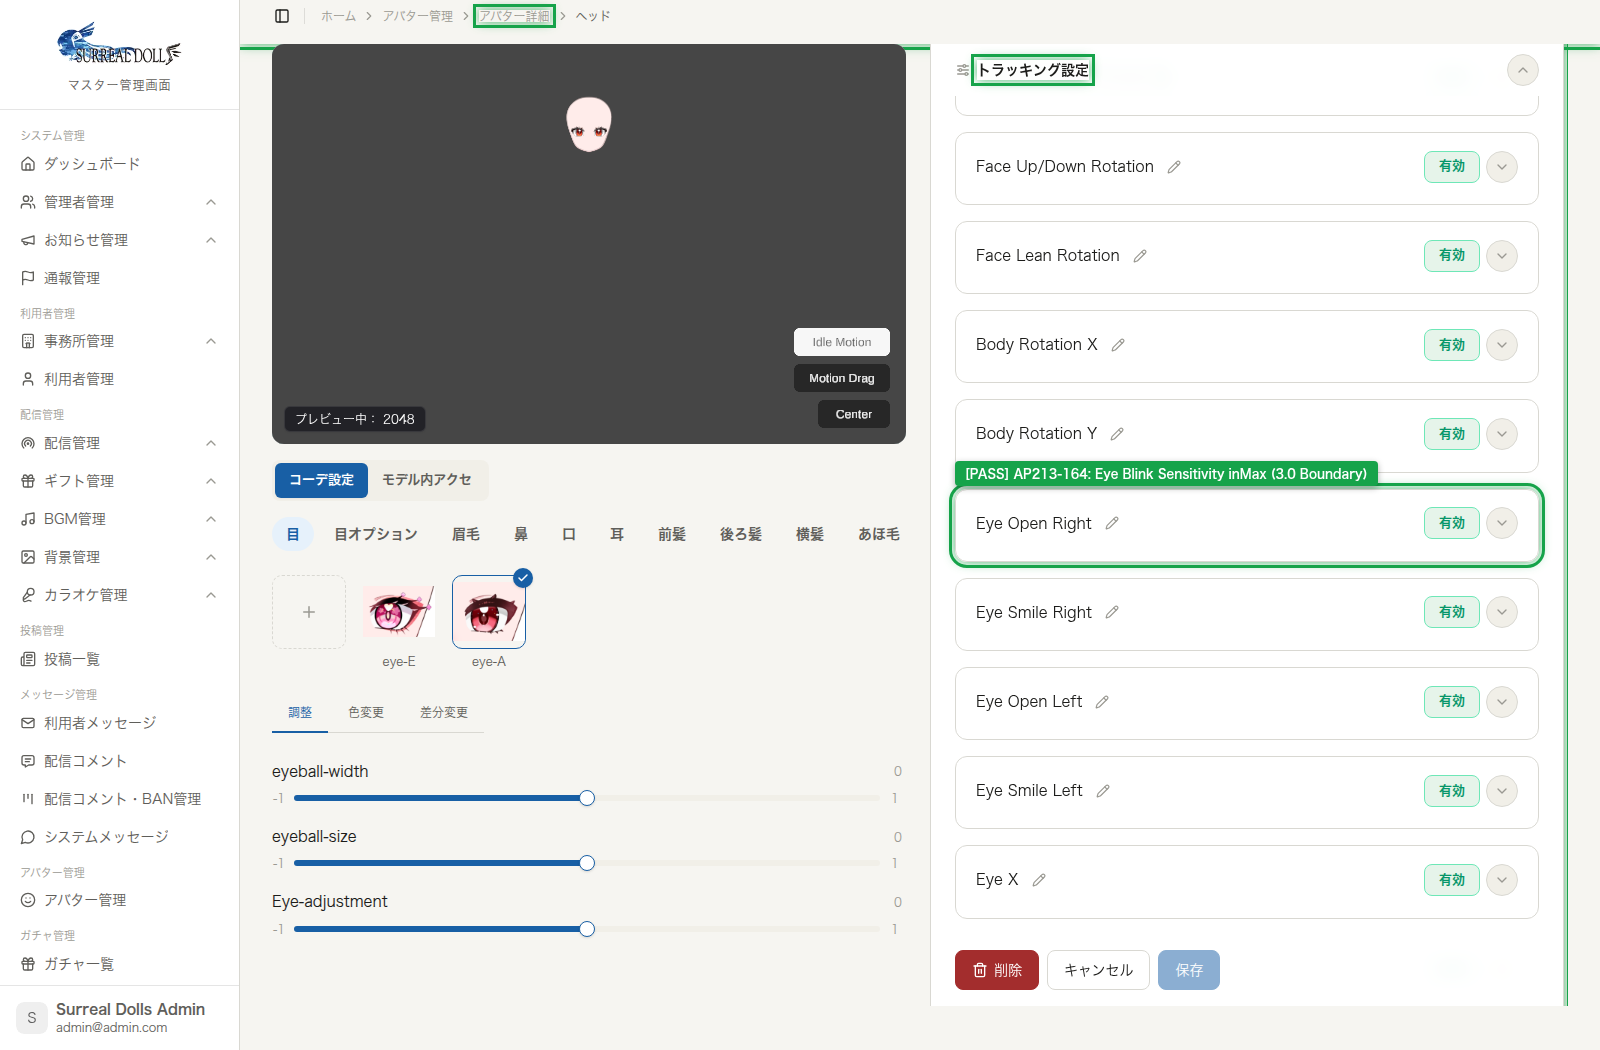 SURREAL DOLL
マスター管理画面
システム管理
ダッシュボード
管理者管理
お知らせ管理
通報管理
利用者管理
事務所管理
利用者管理
配信管理
配信管理
ギフト管理
BGM管理
背景管理
カラオケ管理
投稿管理
投稿一覧
メッセージ管理
利用者メッセージ
配信コメント
配信コメント・BAN管理
システムメッセージ
アバター管理
アバター管理
ガチャ管理
ガチャ一覧
S
Surreal Dolls Admin
admin@admin.com
ホーム アバター管理 アバター詳細 ヘッド
Idle Motion
Motion Drag
Center
プレビュー中： 2048
コーデ設定 モデル内アクセ
目 目オプション 眉毛 鼻 口 耳 前髪 後ろ髪 横髪 あほ毛
eye-E eye-A
調整 色変更 差分変更
eyeball-width 0
-1 1
eyeball-size 0
-1 1
Eye-adjustment 0
-1 1
トラッキング設定
Face Up/Down Rotation 有効
Face Lean Rotation 有効
Body Rotation X 有効
Body Rotation Y 有効
[PASS] AP213-164: Eye Blink Sensitivity inMax (3.0 Boundary)
Eye Open Right 有効
Eye Smile Right 有効
Eye Open Left 有効
Eye Smile Left 有効
Eye X 有効
削除 キャンセル 保存